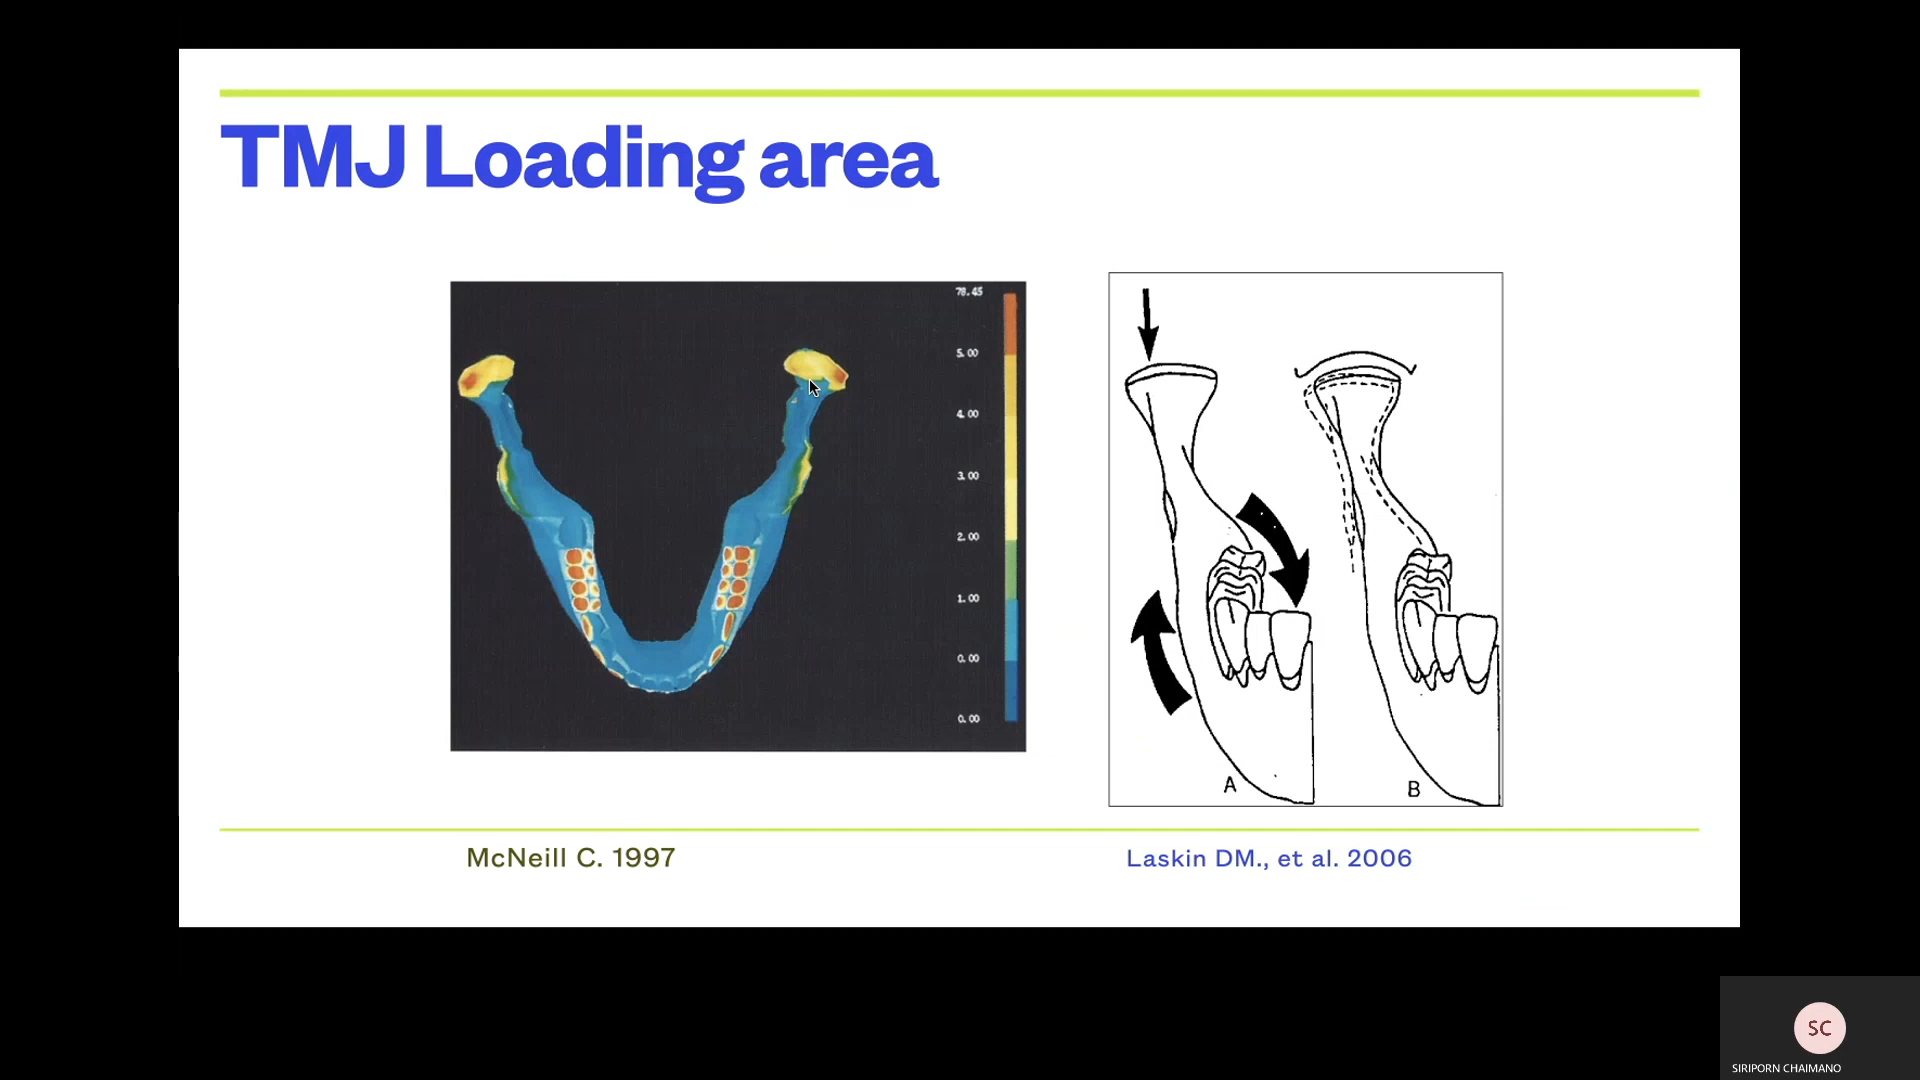 TMJ Loading area
78.45
5.00
4.00
3.00
2.00
1.00
0.00
0.00
A
B
McNeill C. 1997
Laskin DM., et al. 2006
SC
SIRIPORN CHAIMANO